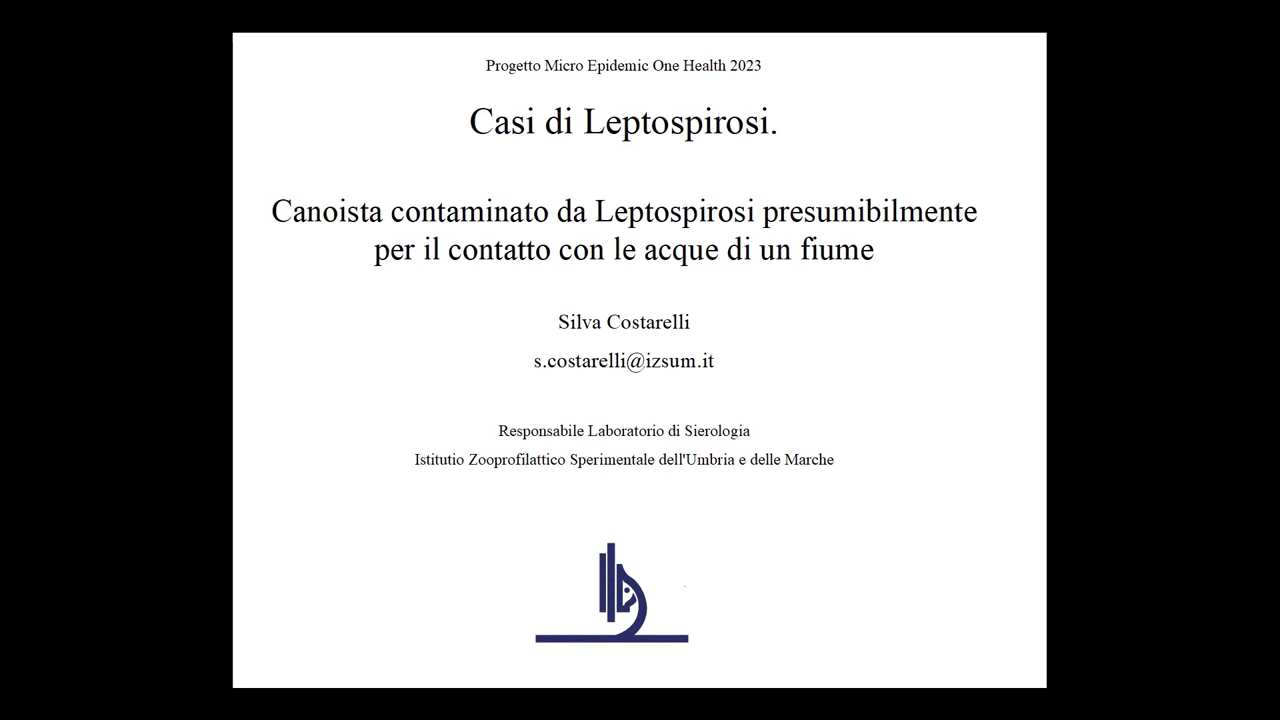 Progetto Micro Epidemic One Health 2023
Casi di Leptospirosi.
Canoista contaminato da Leptospirosi presumibilmente
per il contatto con le acque di un fiume
Silva Costarelli
s.costarelli@izsum.it
Responsabile Laboratorio di Sierologia
Istitutio Zooprofilattico Sperimentale dell'Umbria e delle Marche